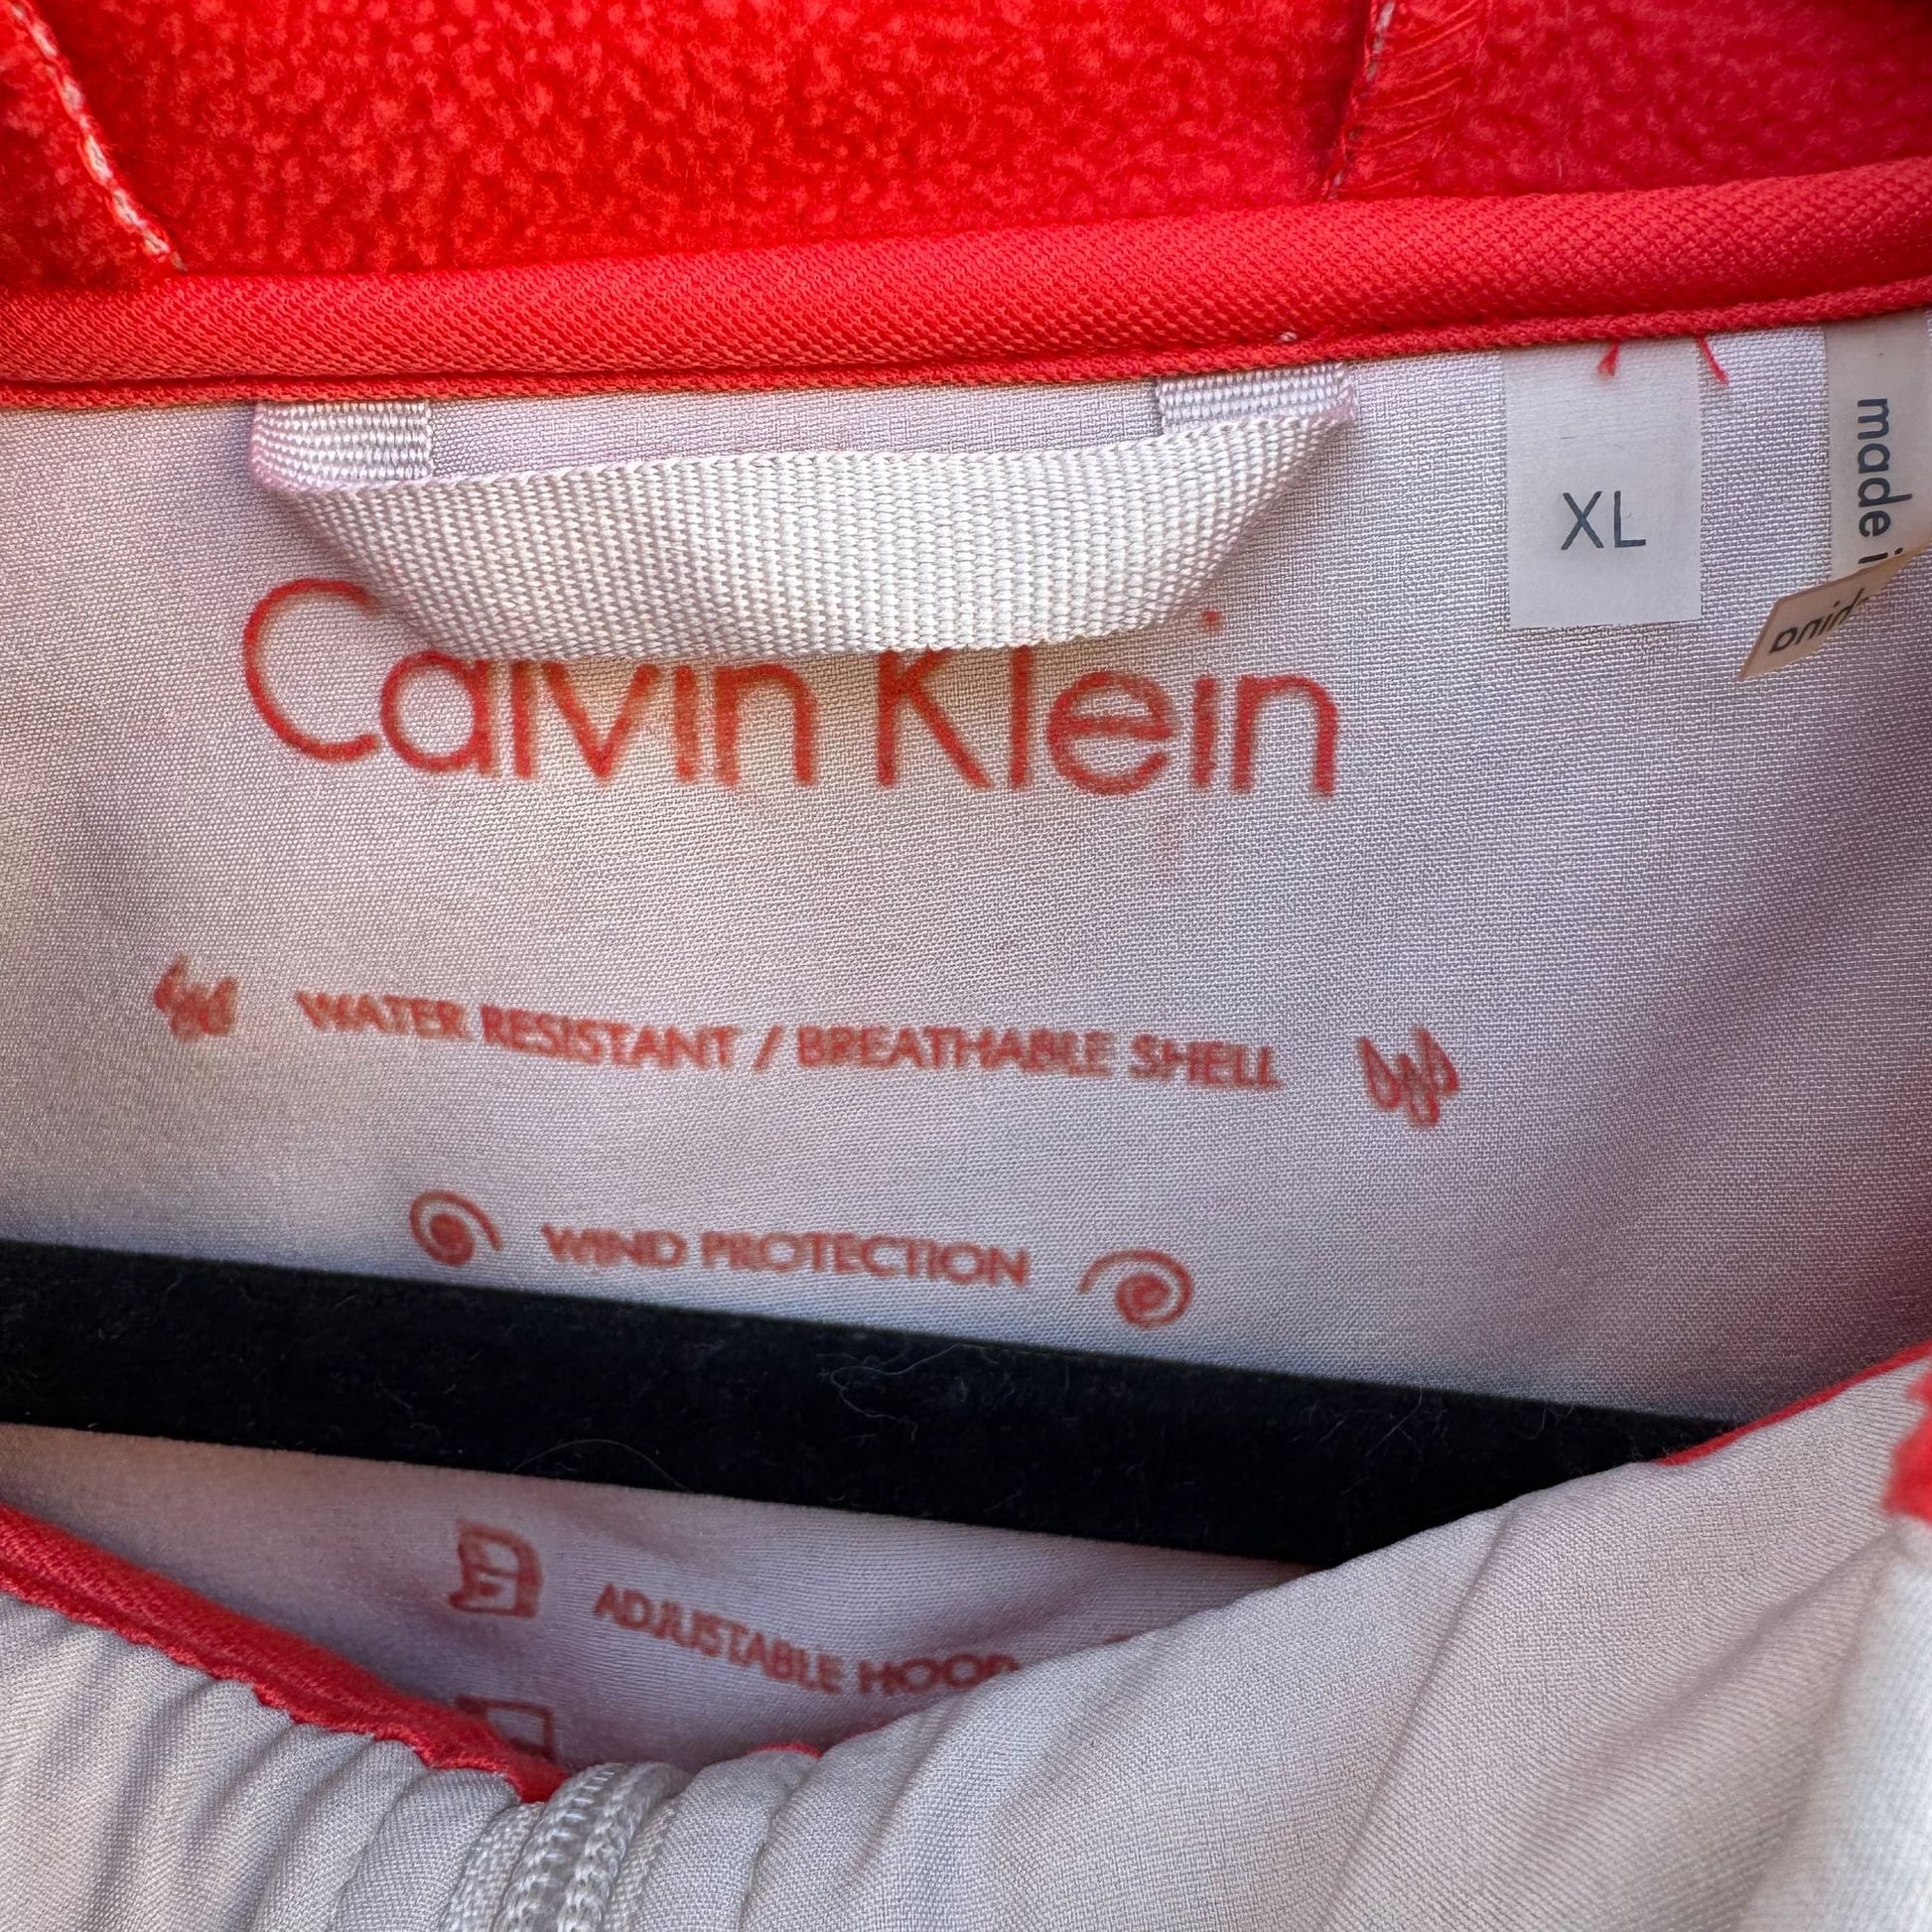 Calvin Klein
XL
made i
WATER RESISTANT / BREATHABLE SHELL
WIND PROTECTION
ADJUSTABLE HOOD